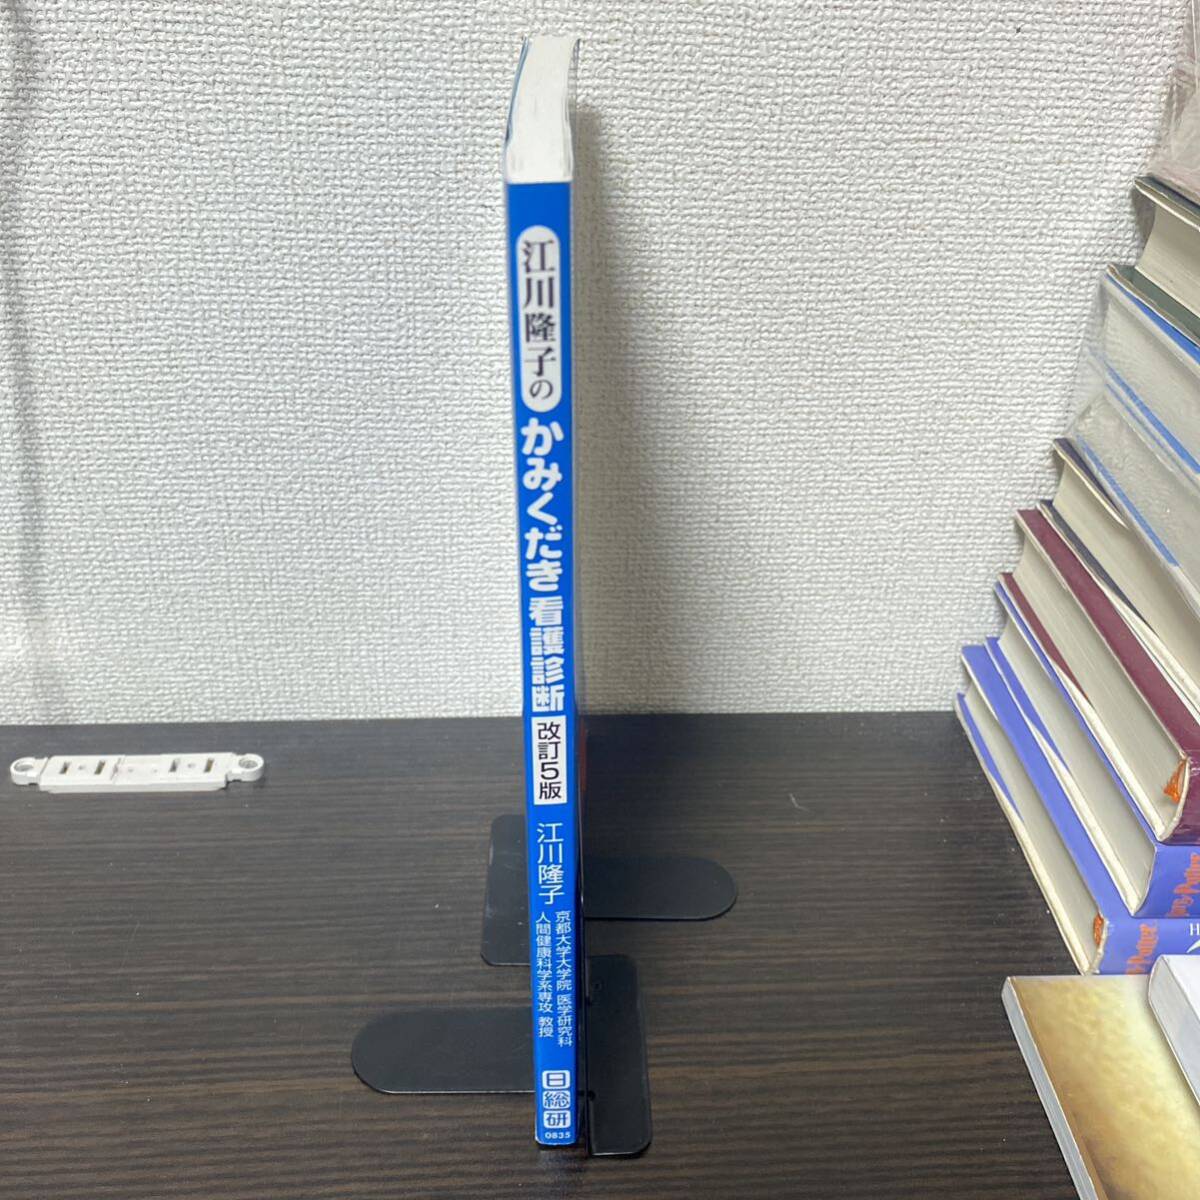 江川隆子の
かみくだき看護診断
改訂5版
江川隆子
京都大学大学院 医学研究科
人間健康科学系専攻 教授
日総研
0835